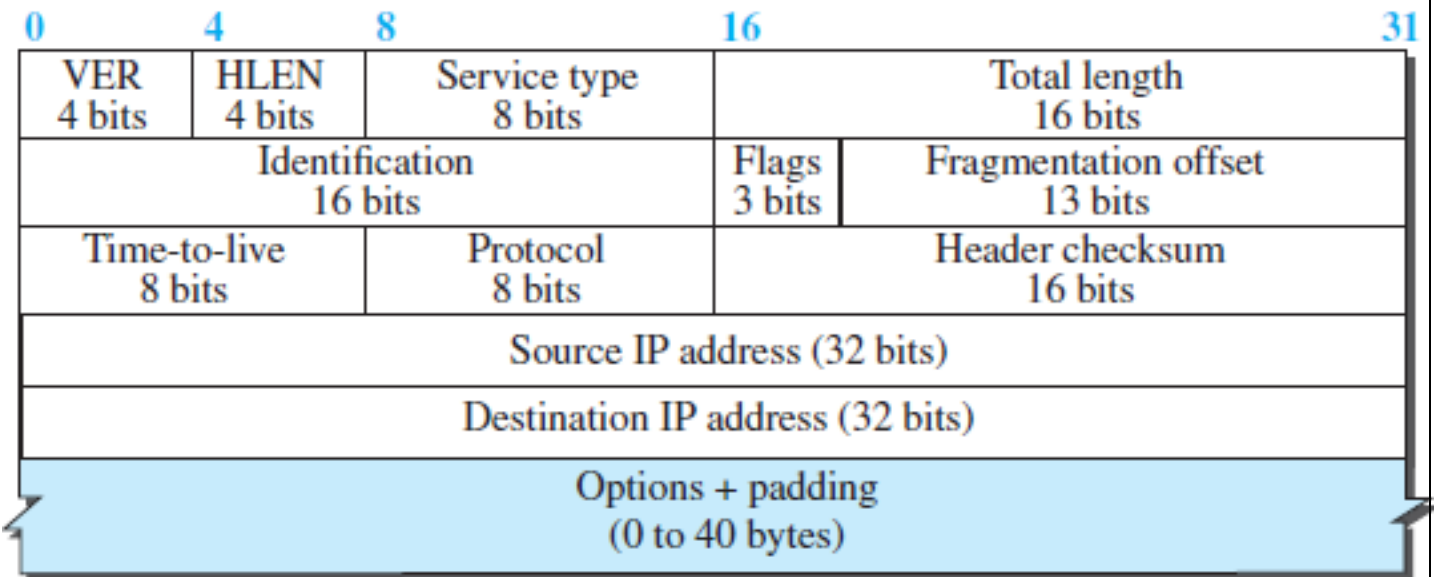 0 4 8 16 31
VER HLEN Service type Total length
4 bits 4 bits 8 bits 16 bits
Identification Flags Fragmentation offset
16 bits 3 bits 13 bits
Time-to-live Protocol Header checksum
8 bits 8 bits 16 bits
Source IP address (32 bits)
Destination IP address (32 bits)
Options + padding
(0 to 40 bytes)